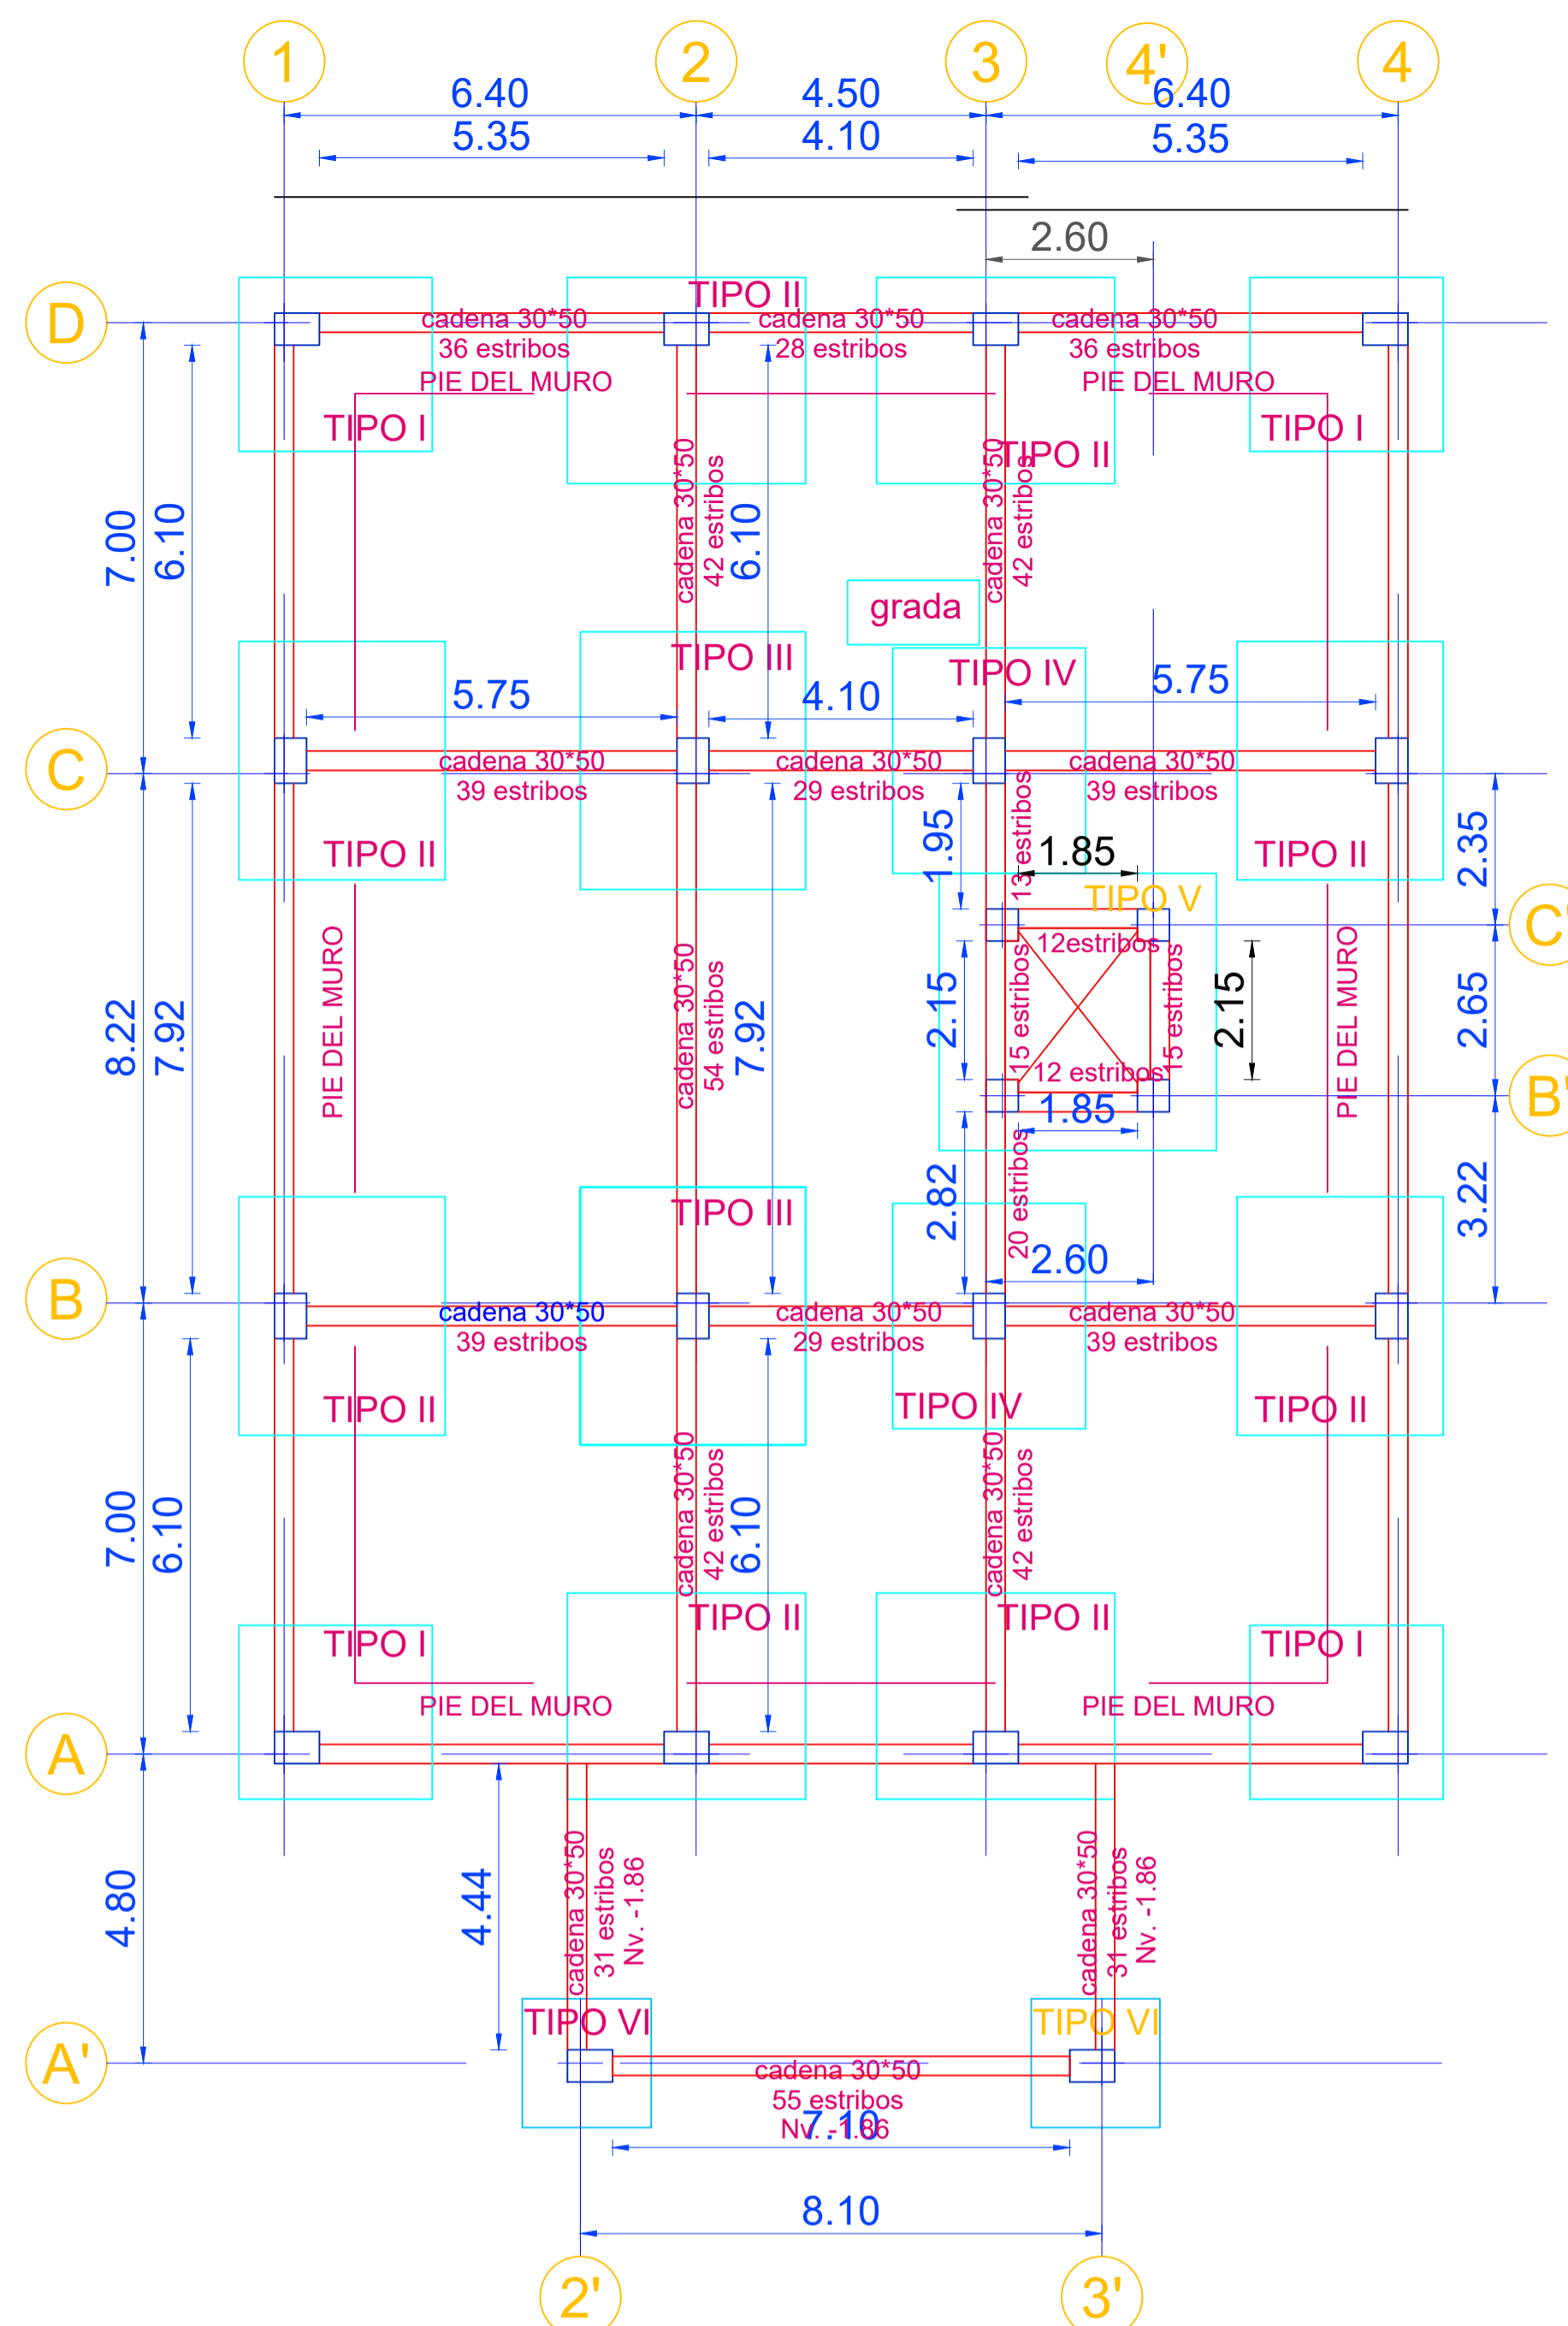 1
2
3
4'
4
6.40
4.50
6.40
5.35
4.10
5.35
2.60
D
TIPO II
cadena 30*50
cadena 30*50
cadena 30*50
36 estribos
28 estribos
36 estribos
PIE DEL MURO
PIE DEL MURO
TIPO I
TIPO II
TIPO I
cadena 30*50
42 estribos
cadena 30*50
42 estribos
7.00
6.10
6.10
grada
TIPO III
TIPO IV
5.75
4.10
5.75
C
cadena 30*50
cadena 30*50
cadena 30*50
39 estribos
29 estribos
39 estribos
13 estribos
1.95
1.85
2.35
TIPO II
TIPO II
TIPO V
C'
12estribos
8.22
7.92
PIE DEL MURO
cadena 30*50
54 estribos
7.92
2.15
15 estribos
15 estribos
2.15
PIE DEL MURO
2.65
12 estribos
1.85
B'
2.82
20 estribos
3.22
TIPO III
2.60
B
cadena 30*50
cadena 30*50
cadena 30*50
39 estribos
29 estribos
39 estribos
TIPO II
TIPO IV
TIPO II
7.00
6.10
cadena 30*50
42 estribos
6.10
cadena 30*50
42 estribos
TIPO I
TIPO II
TIPO II
TIPO I
PIE DEL MURO
PIE DEL MURO
A
4.80
4.44
cadena 30*50
31 estribos
Nv. -1.86
cadena 30*50
31 estribos
Nv. -1.86
TIPO VI
TIPO VI
A'
cadena 30*50
55 estribos
Nv. -1.86
7.10
8.10
2'
3'